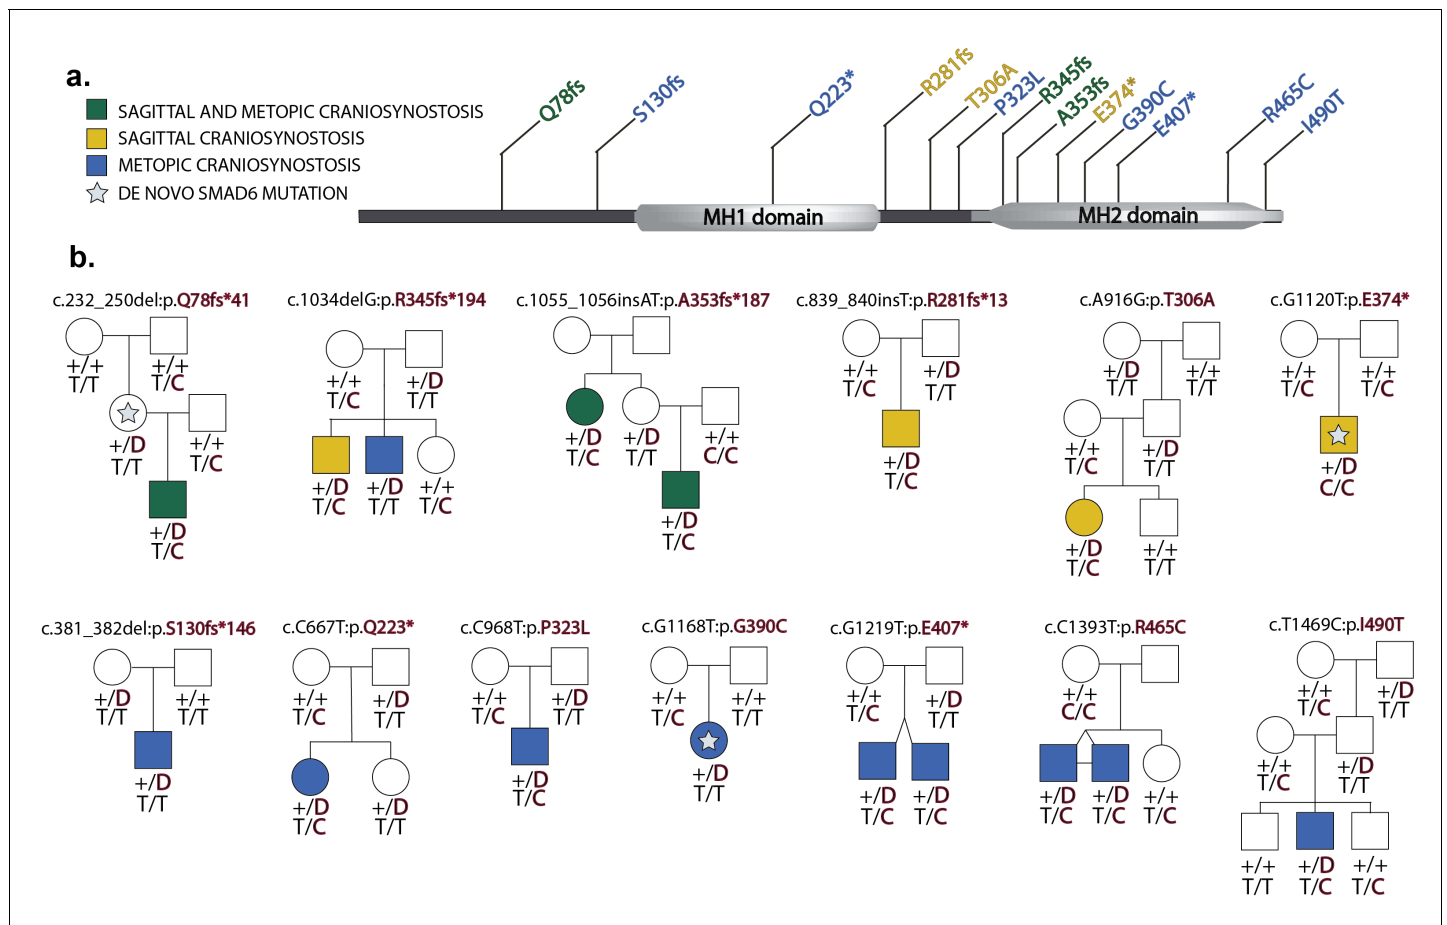 a.
SAGITTAL AND METOPIC CRANIOSYNOSTOSIS
SAGITTAL CRANIOSYNOSTOSIS
METOPIC CRANIOSYNOSTOSIS
DE NOVO SMAD6 MUTATION
Q78fs
S130fs
Q223*
R281fs
T306A
P323L
R345fs
A353fs
E374*
G390C
E407*
R465C
I490T
MH1 domain
MH2 domain
b.
c.232_250del:p.Q78fs*41
+/+
T/T
+/+
T/C
+/D
T/T
+/+
T/C
+/D
T/C
c.1034delG:p.R345fs*194
+/+
T/C
+/D
T/T
+/D
T/C
+/D
T/T
+/+
T/C
c.1055_1056insAT:p.A353fs*187
+/D
T/C
+/D
T/T
+/+
C/C
+/D
T/C
c.839_840insT:p.R281fs*13
+/+
T/C
+/D
T/T
+/D
T/C
c.A916G:p.T306A
+/D
T/T
+/+
T/T
+/+
T/C
+/D
T/T
+/D
T/C
+/+
T/T
c.G1120T:p.E374*
+/+
T/C
+/+
T/C
+/D
C/C
c.381_382del:p.S130fs*146
+/D
T/T
+/+
T/T
+/D
T/T
c.C667T:p.Q223*
+/+
T/C
+/D
T/T
+/D
T/C
+/D
T/T
c.C968T:p.P323L
+/+
T/C
+/D
T/T
+/D
T/C
c.G1168T:p.G390C
+/+
T/C
+/+
T/T
+/D
T/T
c.G1219T:p.E407*
+/+
T/C
+/D
T/T
+/D
T/C
+/D
T/C
c.C1393T:p.R465C
+/+
C/C
+/D
T/C
+/D
T/C
+/+
T/C
c.T1469C:p.I490T
+/+
T/C
+/D
T/T
+/+
T/C
+/D
T/T
+/+
T/T
+/D
T/C
+/+
T/C